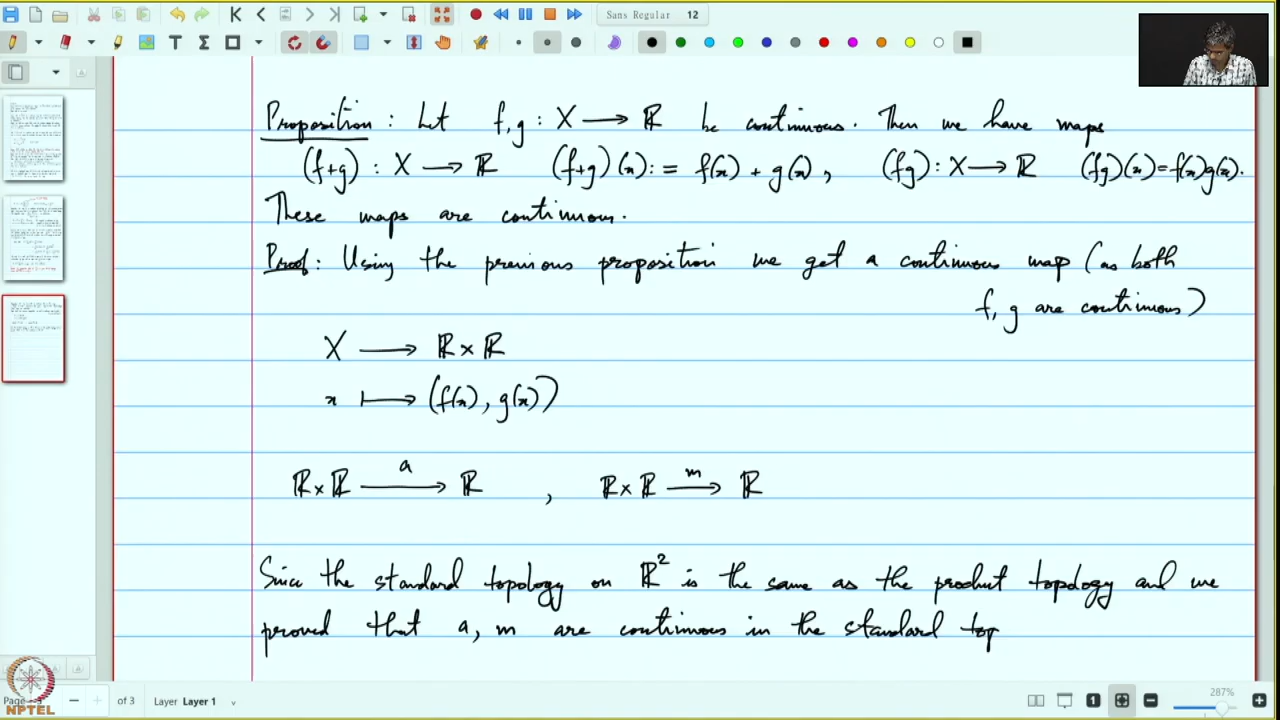 Sans Regular 12
Proposition : Let f, g : X ⟶ ℝ be continuous. Then we have maps
(f+g) : X ⟶ ℝ (f+g)(x) := f(x) + g(x), (fg) : X ⟶ ℝ (fg)(x) = f(x)g(x).
These maps are continuous.
Proof : Using the previous proposition we get a continuous map (as both
f, g are continuous)
X ⟶ ℝ × ℝ
x ⟼ (f(x), g(x))
ℝ × ℝ —a→ ℝ , ℝ × ℝ —m→ ℝ
Since the standard topology on ℝ² is the same as the product topology and we
proved that a, m are continuous in the standard top
Page of 3 Layer Layer 1
287%
NPTEL